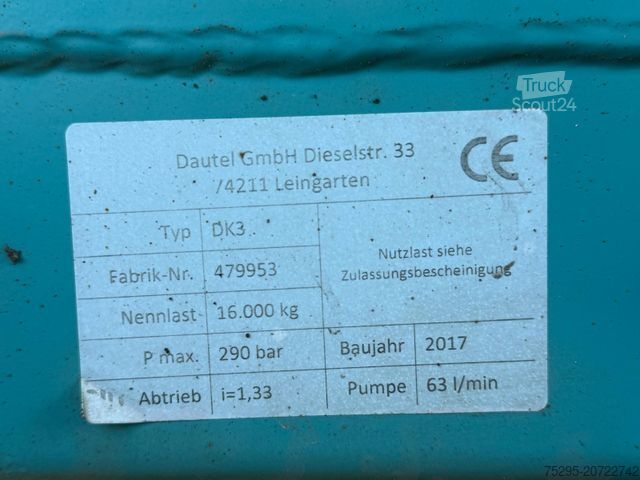 Truck
Scout24
Dautel GmbH Dieselstr. 33
74211 Leingarten
CE
Typ DK3
Nutzlast siehe
Zulassungsbescheinigung
Fabrik-Nr. 479953
Nennlast 16.000 kg
P max. 290 bar
Baujahr 2017
Abtrieb i=1,33
Pumpe 63 l/min
75295-20722742